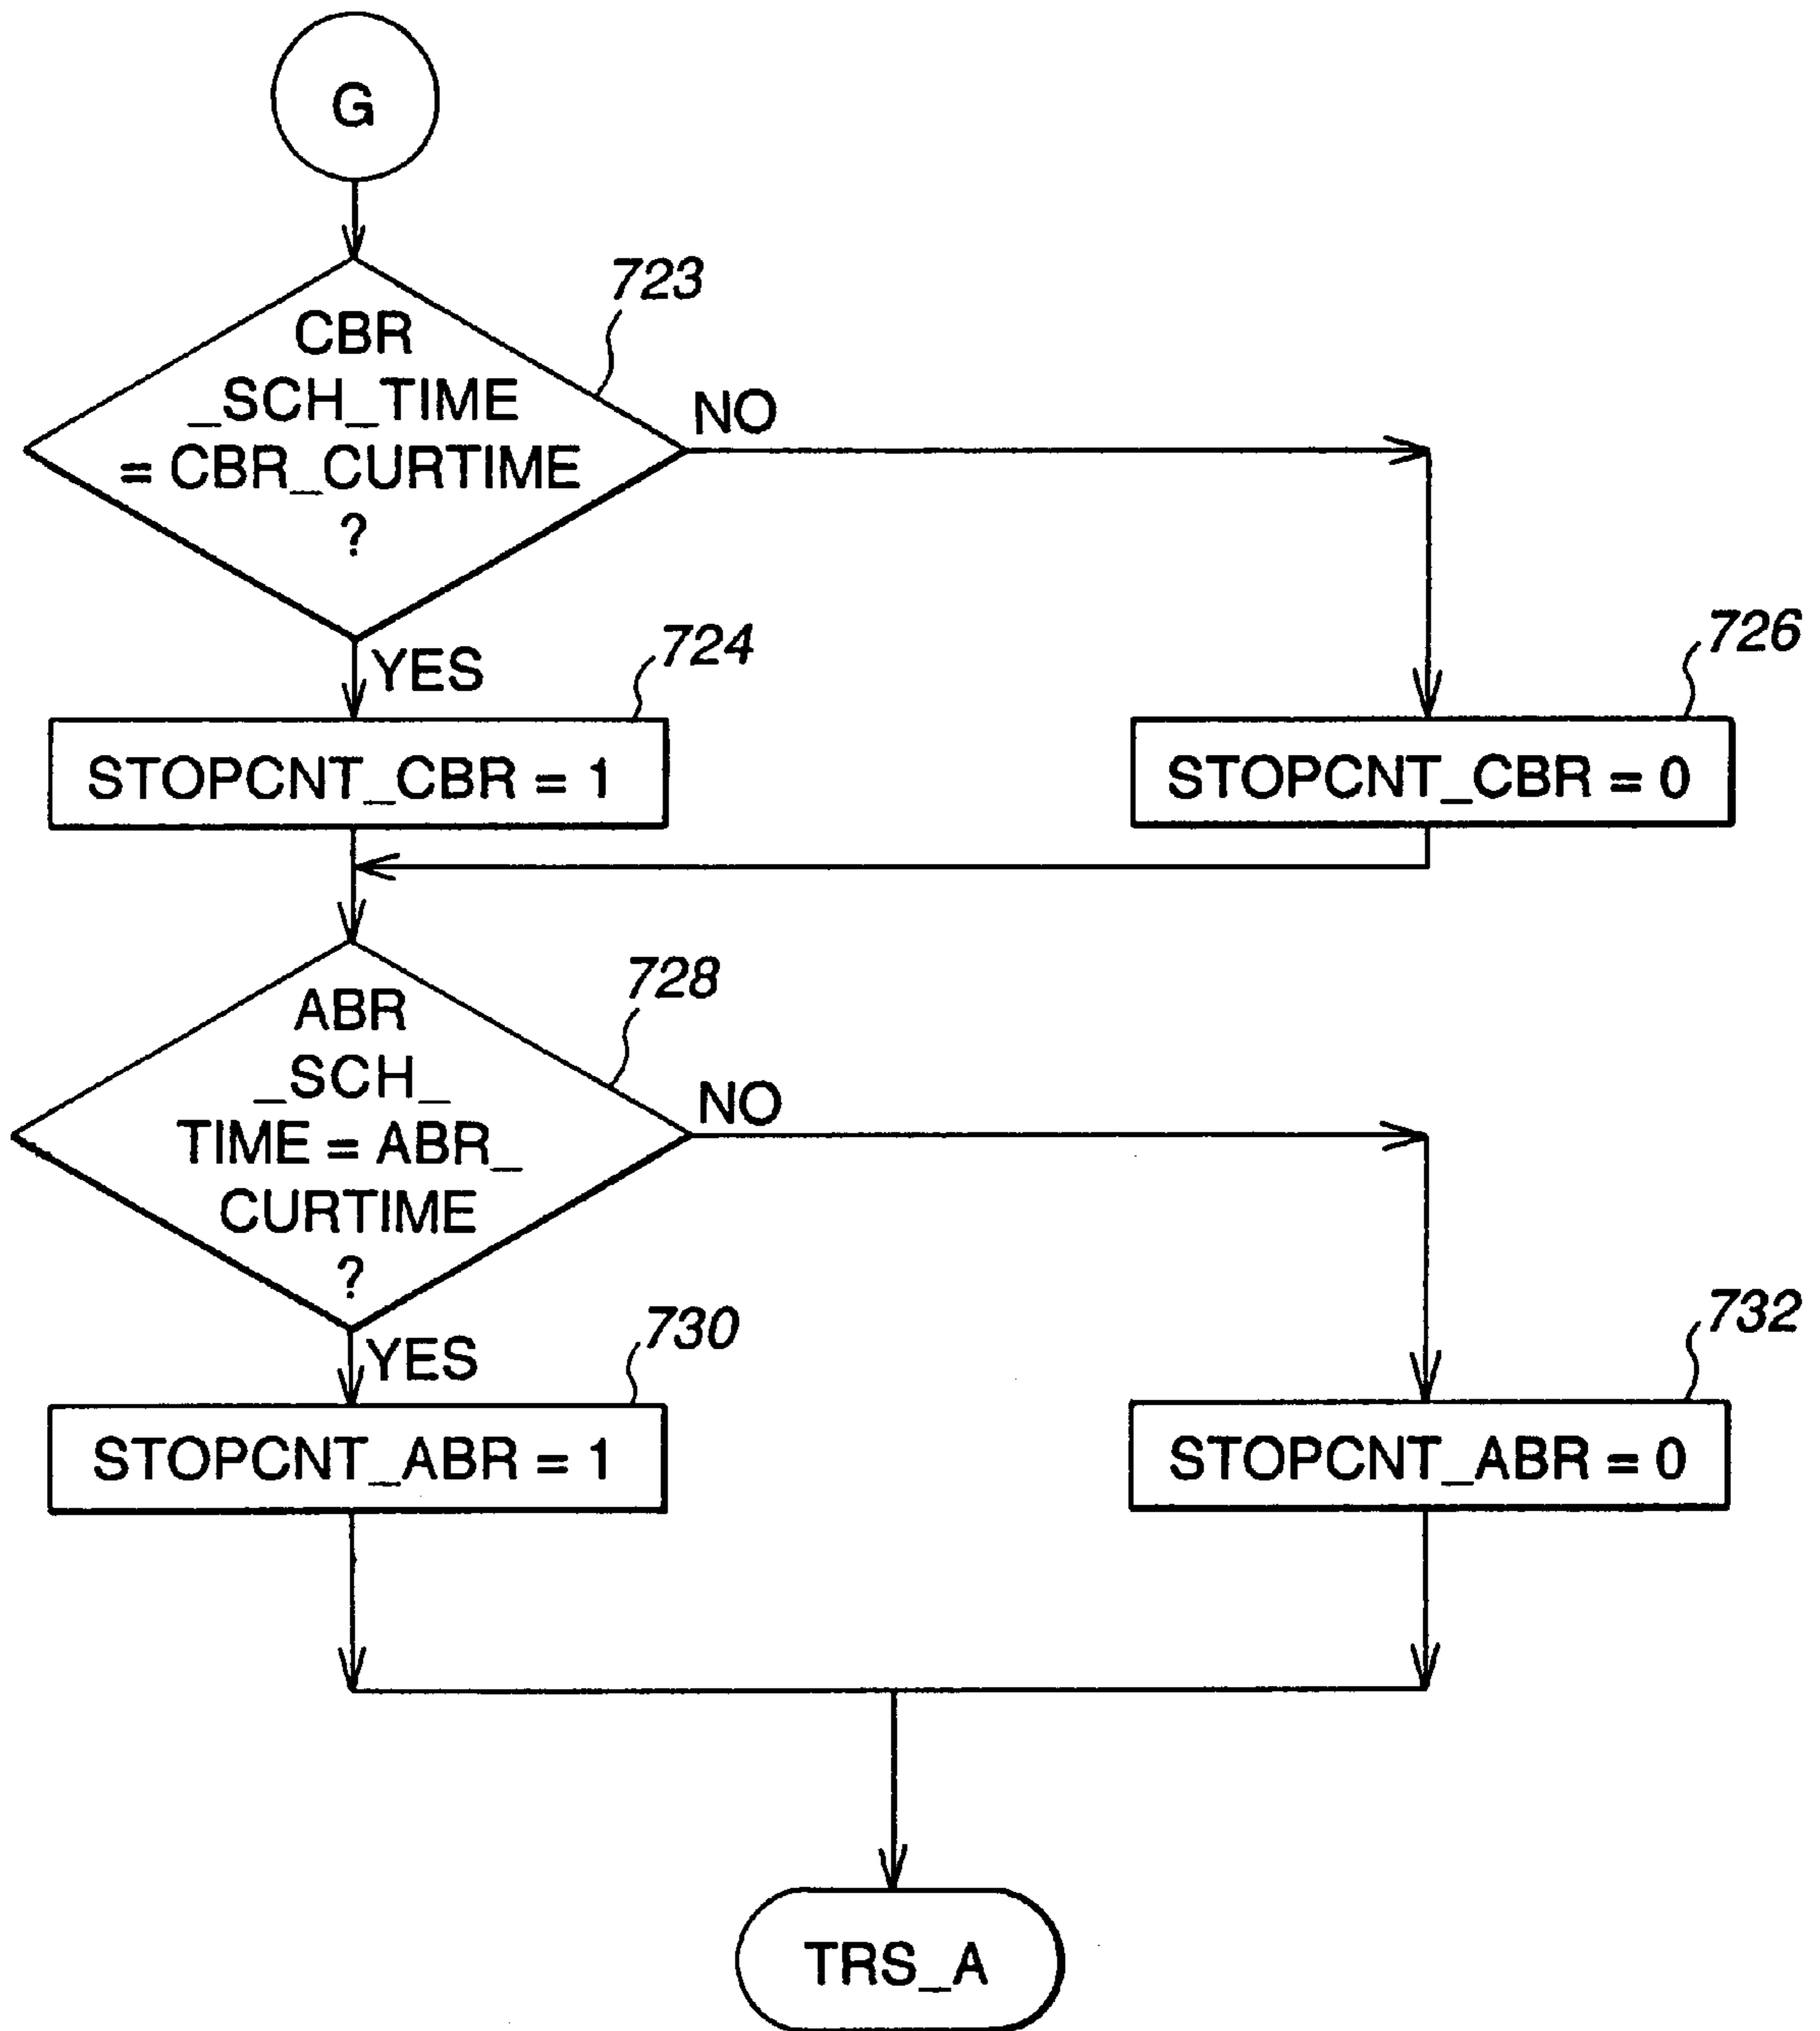 G
723
CBR
_SCH_TIME
= CBR_CURTIME
?
NO
YES
724
STOPCNT_CBR = 1
726
STOPCNT_CBR = 0
728
ABR
_SCH_
TIME = ABR_
CURTIME
?
NO
YES
730
STOPCNT_ABR = 1
732
STOPCNT_ABR = 0
TRS_A